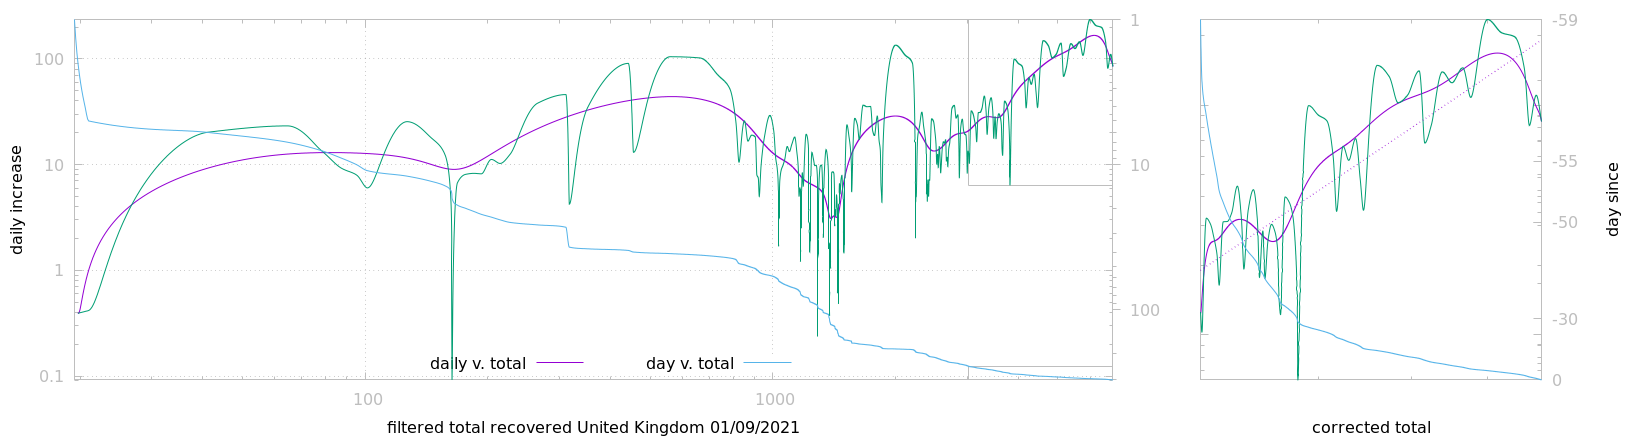 daily increase
100
10
1
0.1
100
1000
daily v. total
day v. total
filtered total recovered United Kingdom 01/09/2021
1
10
100
-59
-55
-50
-30
0
day since
corrected total